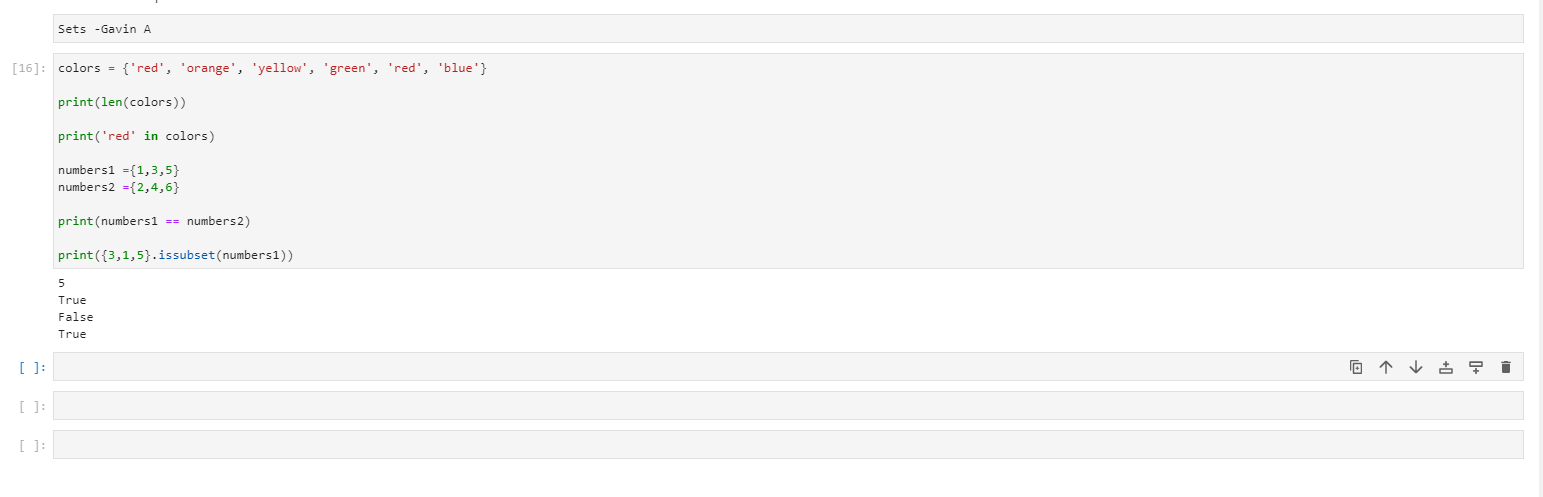 Sets -Gavin A
[16]: colors = {'red', 'orange', 'yellow', 'green', 'red', 'blue'}
print(len(colors))
print('red' in colors)
numbers1 ={1,3,5}
numbers2 ={2,4,6}
print(numbers1 == numbers2)
print({3,1,5}.issubset(numbers1))
5
True
False
True
[ ]:
[ ]:
[ ]: